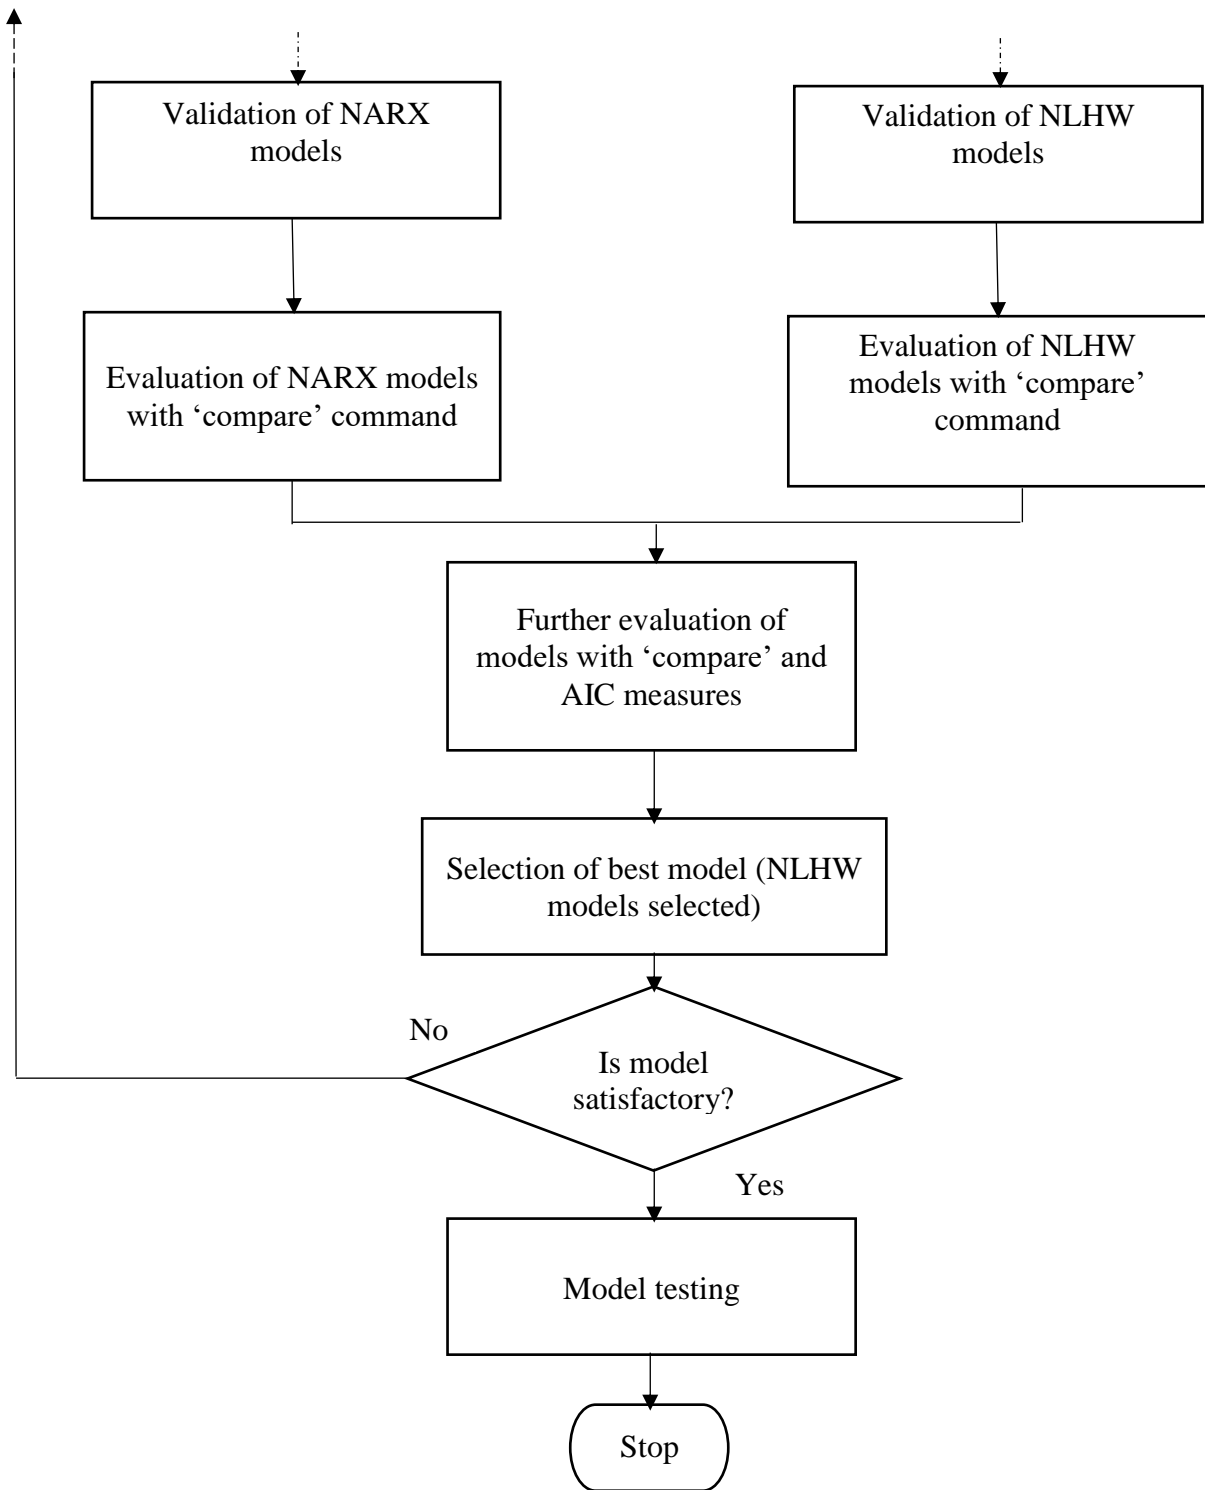 Validation of NARX
models
Validation of NLHW
models
Evaluation of NARX models
with ‘compare’ command
Evaluation of NLHW
models with ‘compare’
command
Further evaluation of
models with ‘compare’ and
AIC measures
Selection of best model (NLHW
models selected)
No
Is model
satisfactory?
Yes
Model testing
Stop